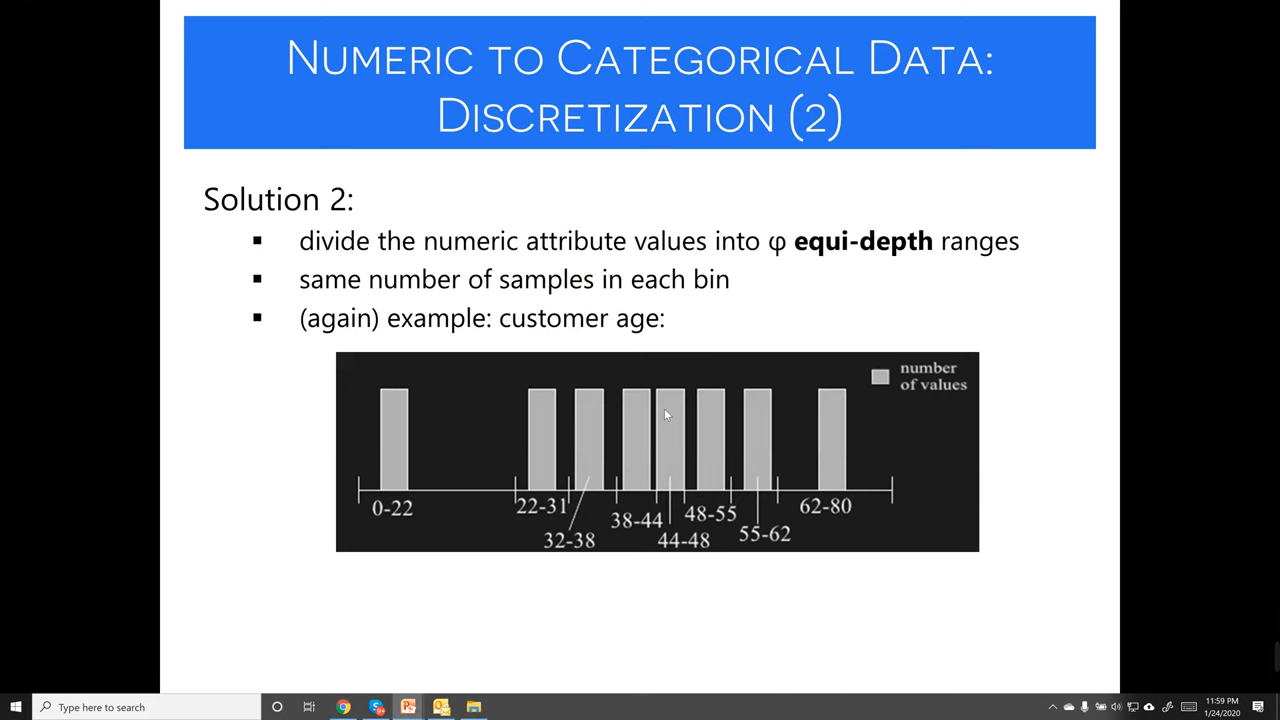 NUMERIC TO CATEGORICAL DATA:
DISCRETIZATION (2)
Solution 2:
▪ divide the numeric attribute values into φ equi-depth ranges
▪ same number of samples in each bin
▪ (again) example: customer age:
number
of values
0-22
22-31
32-38
38-44
44-48
48-55
55-62
62-80
Type here to search
11:59 PM
1/24/2020